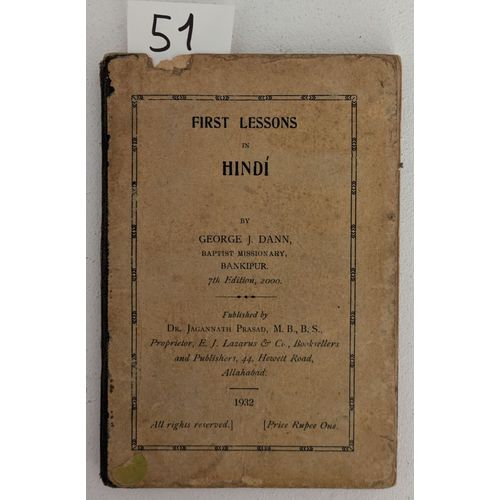 51
FIRST LESSONS
IN
HINDÍ
BY
GEORGE J. DANN,
BAPTIST MISSIONARY,
BANKIPUR.
7th Edition, 2000.
Published by
DR. JAGANNATH PRASAD, M. B., B. S.,
Proprietor, E. J. Lazarus & Co., Booksellers
and Publishers, 44, Hewett Road,
Allahabad.
1932
All rights reserved.] [Price Rupee One.